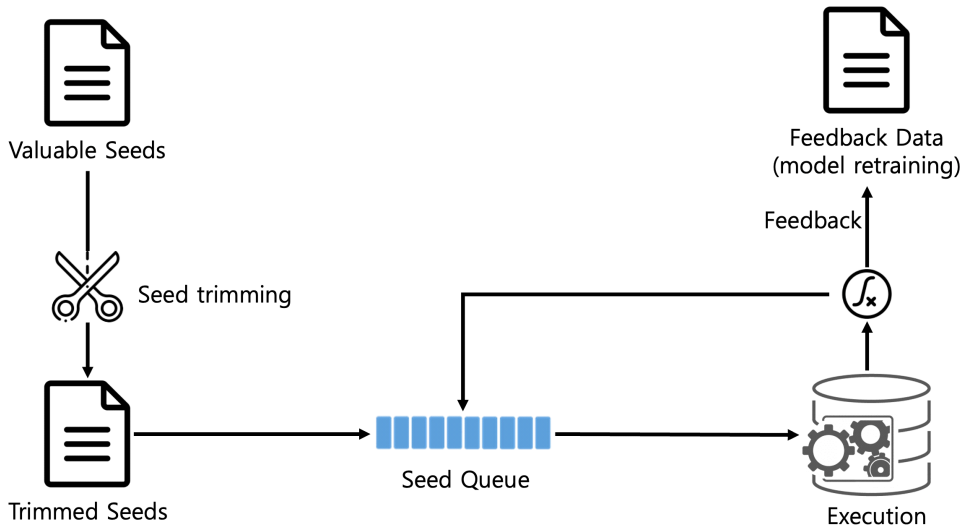 Valuable Seeds
Feedback Data
(model retraining)
Feedback
Seed trimming
∫x
Seed Queue
Trimmed Seeds
Execution